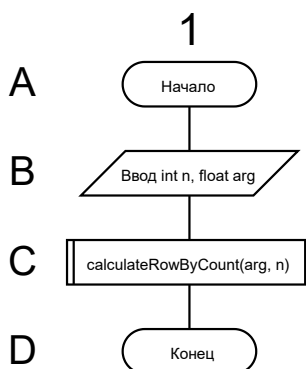 1
A
Начало
B
Ввод int n, float arg
C
calculateRowByCount(arg, n)
D
Конец